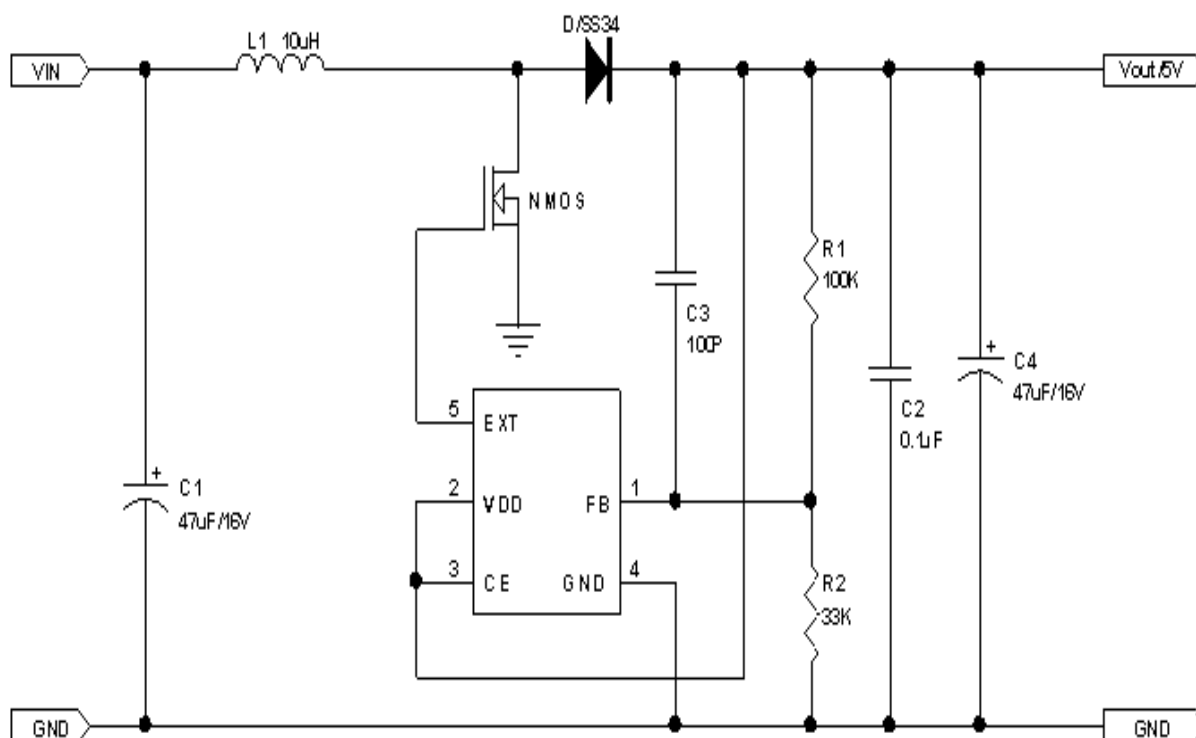 D/SS34
L1 10uH
VIN
Vout/5V
NMOS
R1
100K
C3
100P
C4
47uF/16V
C2
0.1uF
5
EXT
C1
47uF/16V
2
VDD
FB
1
3
CE
GND
4
R2
33K
GND
GND